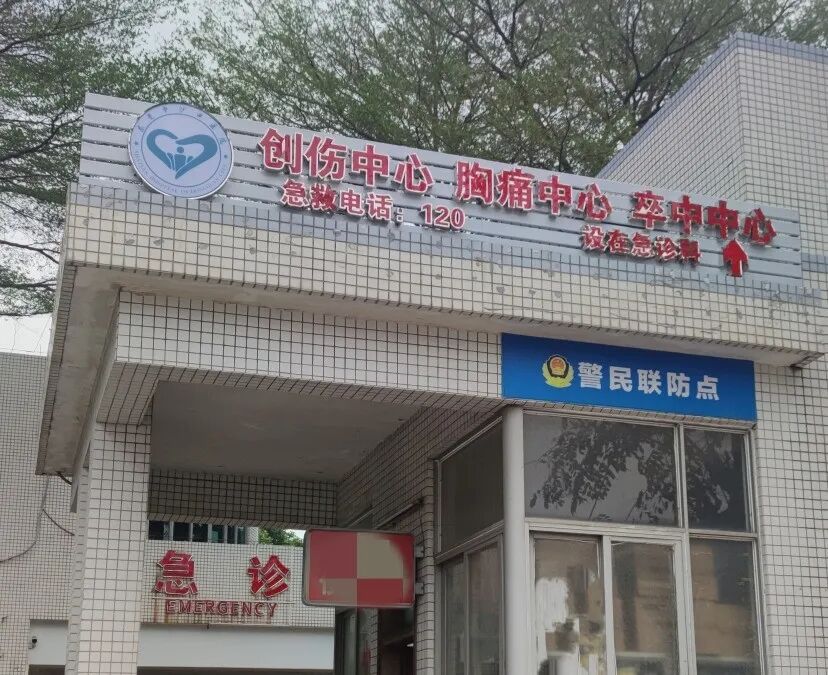 创伤中心 胸痛中心 卒中中心
急救电话：120
设在急诊科
警民联防点
急诊
EMERGENCY